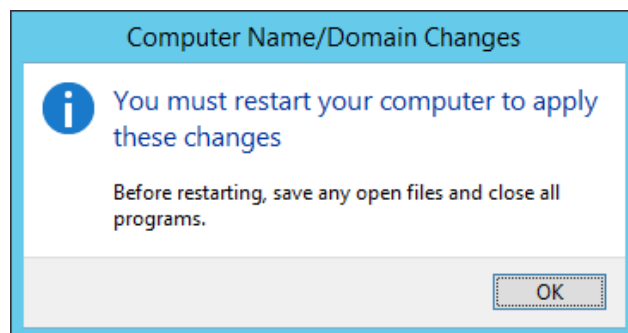 Computer Name/Domain Changes
You must restart your computer to apply
these changes
Before restarting, save any open files and close all
programs.
OK